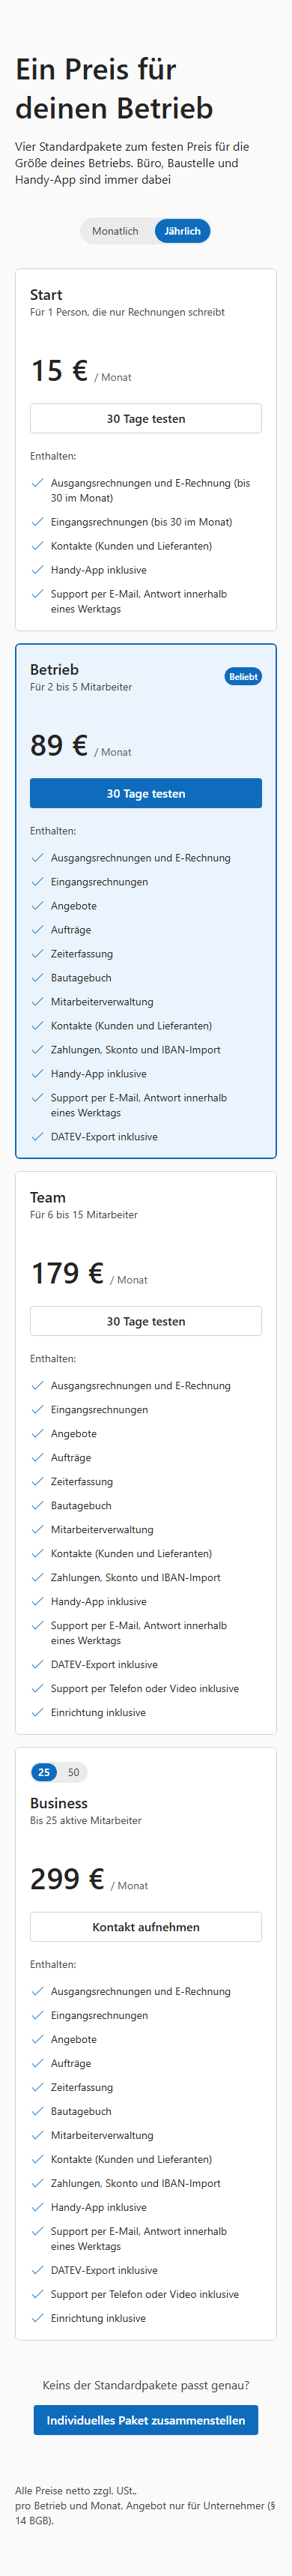 Ein Preis für
deinen Betrieb
Vier Standardpakete zum festen Preis für die
Größe deines Betriebs. Büro, Baustelle und
Handy-App sind immer dabei
Monatlich Jährlich
Start
Für 1 Person, die nur Rechnungen schreibt
15 € / Monat
30 Tage testen
Enthalten:
Ausgangsrechnungen und E-Rechnung (bis
30 im Monat)
Eingangsrechnungen (bis 30 im Monat)
Kontakte (Kunden und Lieferanten)
Handy-App inklusive
Support per E-Mail, Antwort innerhalb
eines Werktags
Betrieb
Beliebt
Für 2 bis 5 Mitarbeiter
89 € / Monat
30 Tage testen
Enthalten:
Ausgangsrechnungen und E-Rechnung
Eingangsrechnungen
Angebote
Aufträge
Zeiterfassung
Bautagebuch
Mitarbeiterverwaltung
Kontakte (Kunden und Lieferanten)
Zahlungen, Skonto und IBAN-Import
Handy-App inklusive
Support per E-Mail, Antwort innerhalb
eines Werktags
DATEV-Export inklusive
Team
Für 6 bis 15 Mitarbeiter
179 € / Monat
30 Tage testen
Enthalten:
Ausgangsrechnungen und E-Rechnung
Eingangsrechnungen
Angebote
Aufträge
Zeiterfassung
Bautagebuch
Mitarbeiterverwaltung
Kontakte (Kunden und Lieferanten)
Zahlungen, Skonto und IBAN-Import
Handy-App inklusive
Support per E-Mail, Antwort innerhalb
eines Werktags
DATEV-Export inklusive
Support per Telefon oder Video inklusive
Einrichtung inklusive
25 50
Business
Bis 25 aktive Mitarbeiter
299 € / Monat
Kontakt aufnehmen
Enthalten:
Ausgangsrechnungen und E-Rechnung
Eingangsrechnungen
Angebote
Aufträge
Zeiterfassung
Bautagebuch
Mitarbeiterverwaltung
Kontakte (Kunden und Lieferanten)
Zahlungen, Skonto und IBAN-Import
Handy-App inklusive
Support per E-Mail, Antwort innerhalb
eines Werktags
DATEV-Export inklusive
Support per Telefon oder Video inklusive
Einrichtung inklusive
Keins der Standardpakete passt genau?
Individuelles Paket zusammenstellen
Alle Preise netto zzgl. USt.,
pro Betrieb und Monat. Angebot nur für Unternehmer (§
14 BGB).